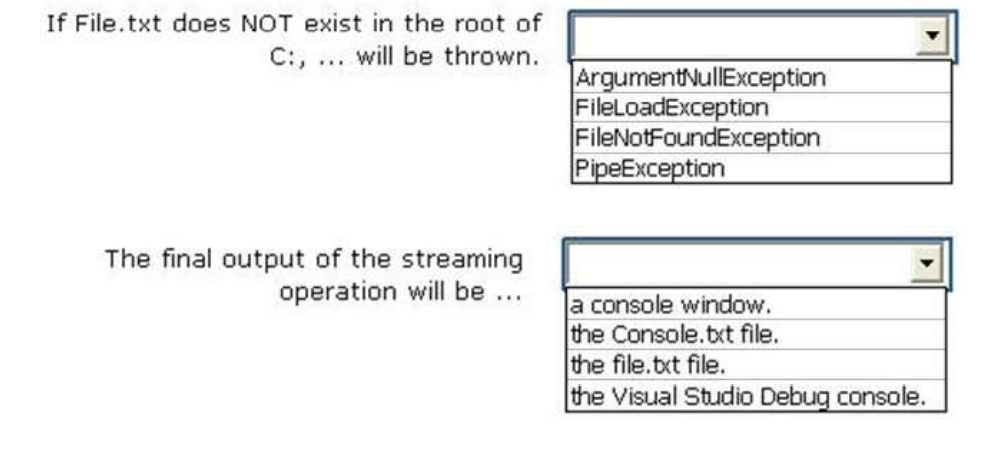 If File.txt does NOT exist in the root of
C:, ... will be thrown.
ArgumentNullException
FileLoadException
FileNotFoundException
PipeException
The final output of the streaming
operation will be ...
a console window.
the Console.txt file.
the file.txt file.
the Visual Studio Debug console.